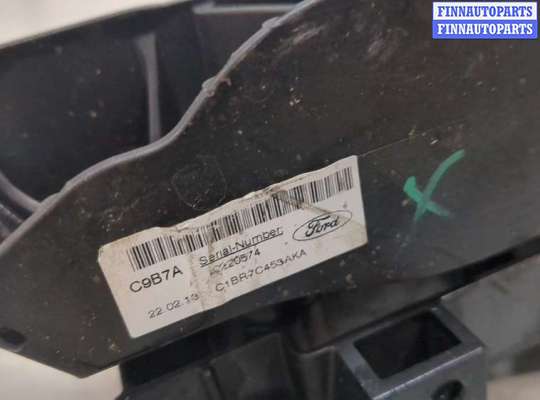 FINNAUTOPARTS
FINNAUTOPARTS
Serial-Number:
C9B7A
Ford
22.02.13
C1BR7C453AKA